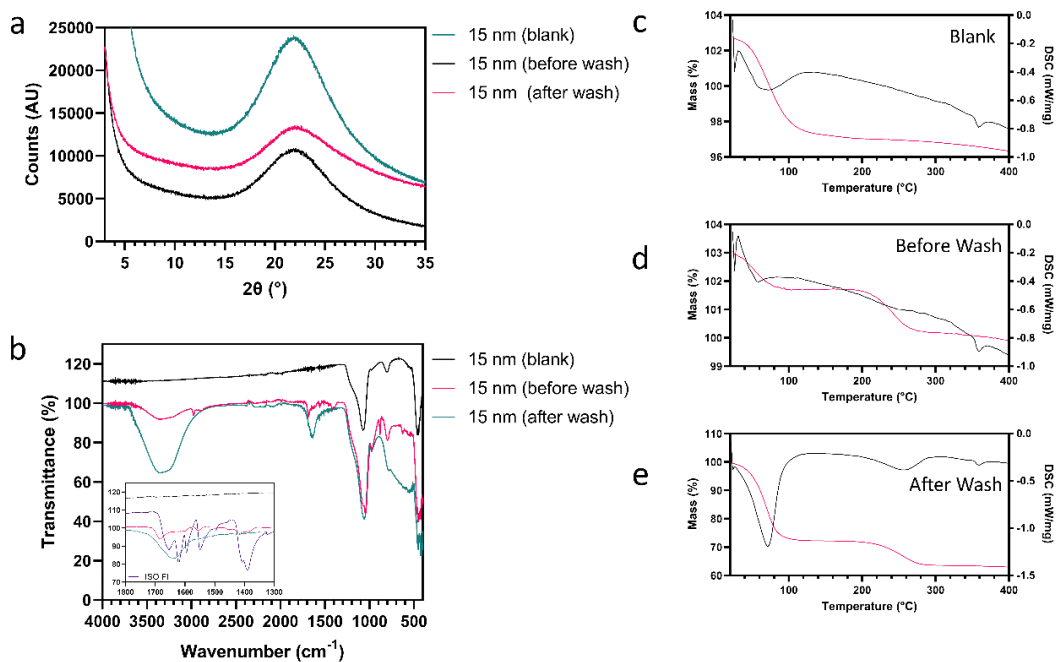 a
25000
20000
15000
10000
5000
0
5 10 15 20 25 30 35
Counts (AU)
2θ (°)
15 nm (blank)
15 nm (before wash)
15 nm (after wash)
b
120
100
80
60
40
20
0
4000 3500 3000 2500 2000 1500 1000 500
Transmittance (%)
Wavenumber (cm⁻¹)
15 nm (blank)
15 nm (before wash)
15 nm (after wash)
120
110
100
90
80
70
1800 1700 1600 1500 1400 1300
ISO FI
c
Blank
104
102
100
98
96
Mass (%)
0.0
-0.2
-0.4
-0.6
-0.8
-1.0
DSC (mW/mg)
100 200 300 400
Temperature (°C)
d
Before Wash
104
103
102
101
100
99
Mass (%)
0.0
-0.2
-0.4
-0.6
-0.8
-1.0
DSC (mW/mg)
100 200 300 400
Temperature (°C)
e
After Wash
110
100
90
80
70
60
Mass (%)
0.0
-0.5
-1.0
-1.5
DSC (mW/mg)
100 200 300 400
Temperature (°C)